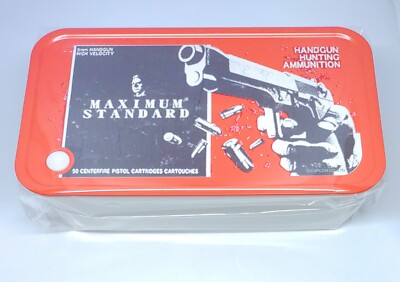 9mm HANDGUN
HIGH VELOCITY
HANDGUN
HUNTING
AMMUNITION
MAXIMUM
STANDARD
50 CENTERFIRE PISTOL CARTRIDGES CARTOUCHES